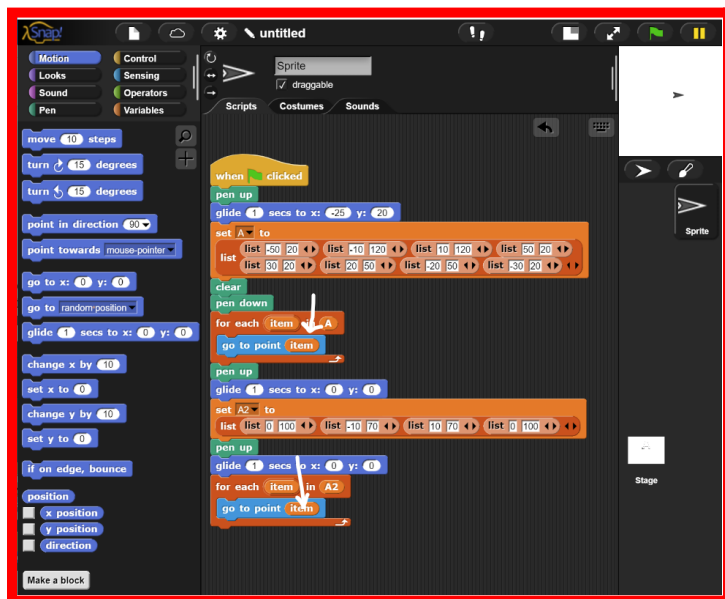 Snap!
untitled
Motion Control
Looks Sensing
Sound Operators
Pen Variables
Sprite
draggable
Scripts Costumes Sounds
move 10 steps
turn 15 degrees
turn 15 degrees
point in direction 90
point towards mouse-pointer
go to x: 0 y: 0
go to random position
glide 1 secs to x: 0 y: 0
change x by 10
set x to 0
change y by 10
set y to 0
if on edge, bounce
position
x position
y position
direction
Make a block
when clicked
pen up
glide 1 secs to x: -25 y: 20
set A to
list list -50 20 list -10 120 list 10 120 list 50 20
list 30 20 list 20 50 list -20 50 list -30 20
clear
pen down
for each item in A
go to point item
pen up
glide 1 secs to x: 0 y: 0
set A2 to
list list 0 100 list -10 70 list 10 70 list 0 100
pen up
glide 1 secs to x: 0 y: 0
for each item in A2
go to point item
Sprite
Stage